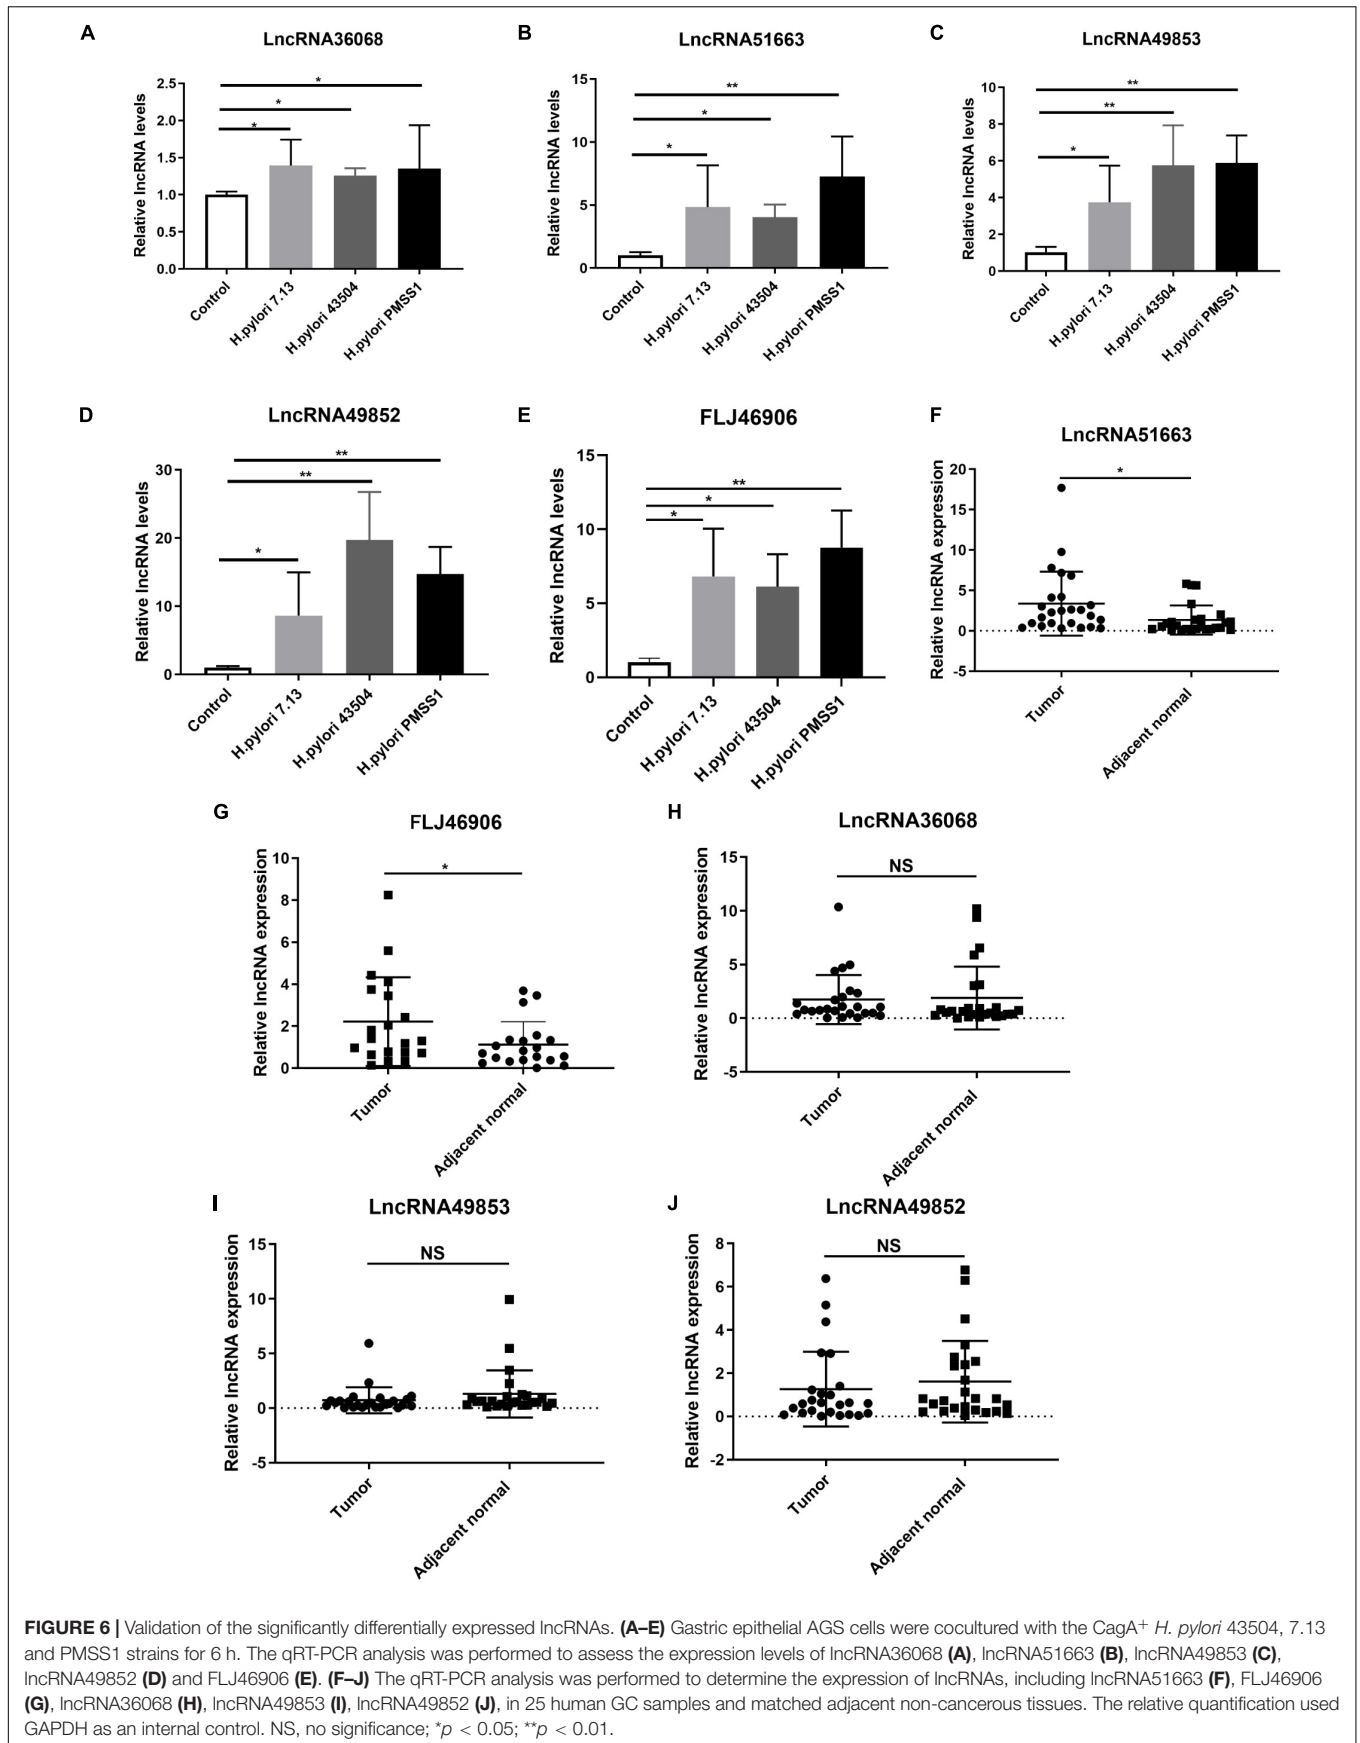 A
LncRNA36068
Relative lncRNA levels
2.5
2.0
1.5
1.0
0.5
0.0
*
*
*
Control
H.pylori 7.13
H.pylori 43504
H.pylori PMSS1
B
LncRNA51663
Relative lncRNA levels
15
10
5
0
**
*
*
Control
H.pylori 7.13
H.pylori 43504
H.pylori PMSS1
C
LncRNA49853
Relative lncRNA levels
10
8
6
4
2
0
**
**
*
Control
H.pylori 7.13
H.pylori 43504
H.pylori PMSS1
D
LncRNA49852
Relative lncRNA levels
30
20
10
0
**
**
*
Control
H.pylori 7.13
H.pylori 43504
H.pylori PMSS1
E
FLJ46906
Relative lncRNA levels
15
10
5
0
**
*
*
Control
H.pylori 7.13
H.pylori 43504
H.pylori PMSS1
F
LncRNA51663
Relative lncRNA expression
20
15
10
5
0
-5
*
Tumor
Adjacent normal
G
FLJ46906
Relative lncRNA expression
10
8
6
4
2
0
*
Tumor
Adjacent normal
H
LncRNA36068
Relative lncRNA expression
15
10
5
0
-5
NS
Tumor
Adjacent normal
I
LncRNA49853
Relative lncRNA expression
15
10
5
0
-5
NS
Tumor
Adjacent normal
J
LncRNA49852
Relative lncRNA expression
8
6
4
2
0
-2
NS
Tumor
Adjacent normal
FIGURE 6 | Validation of the significantly differentially expressed lncRNAs. (A–E) Gastric epithelial AGS cells were cocultured with the CagA+ H. pylori 43504, 7.13
and PMSS1 strains for 6 h. The qRT-PCR analysis was performed to assess the expression levels of lncRNA36068 (A), lncRNA51663 (B), lncRNA49853 (C),
lncRNA49852 (D) and FLJ46906 (E). (F–J) The qRT-PCR analysis was performed to determine the expression of lncRNAs, including lncRNA51663 (F), FLJ46906
(G), lncRNA36068 (H), lncRNA49853 (I), lncRNA49852 (J), in 25 human GC samples and matched adjacent non-cancerous tissues. The relative quantification used
GAPDH as an internal control. NS, no significance; *p < 0.05; **p < 0.01.